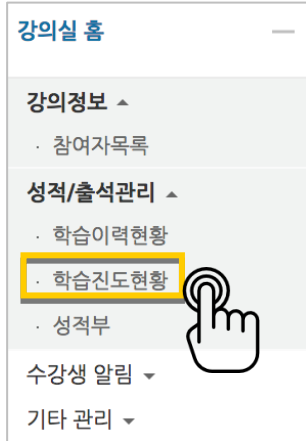 강의실 홈
강의정보 ▲
· 참여자목록
성적/출석관리 ▲
· 학습이력현황
· 학습진도현황
· 성적부
수강생 알림 ▼
기타 관리 ▼